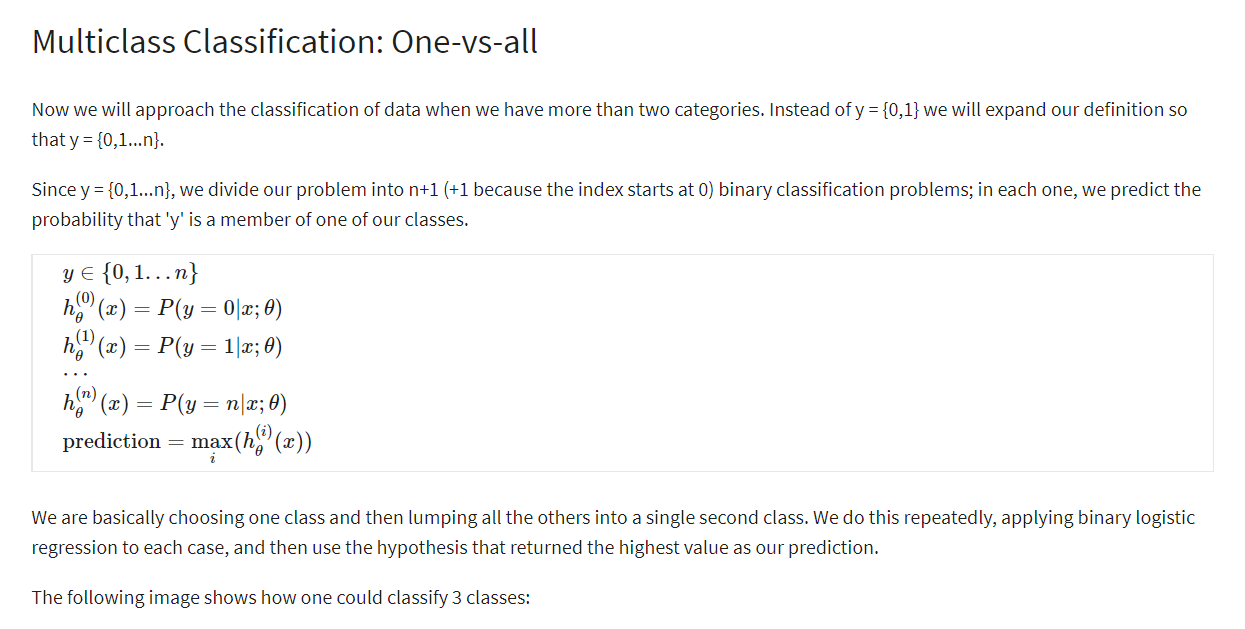 Multiclass Classification: One-vs-all
Now we will approach the classification of data when we have more than two categories. Instead of y = {0,1} we will expand our definition so
that y = {0,1...n}.
Since y = {0,1...n}, we divide our problem into n+1 (+1 because the index starts at 0) binary classification problems; in each one, we predict the
probability that 'y' is a member of one of our classes.
y ∈ {0, 1...n}
h_θ^(0)(x) = P(y = 0|x; θ)
h_θ^(1)(x) = P(y = 1|x; θ)
...
h_θ^(n)(x) = P(y = n|x; θ)
prediction = max_i(h_θ^(i)(x))
We are basically choosing one class and then lumping all the others into a single second class. We do this repeatedly, applying binary logistic
regression to each case, and then use the hypothesis that returned the highest value as our prediction.
The following image shows how one could classify 3 classes: